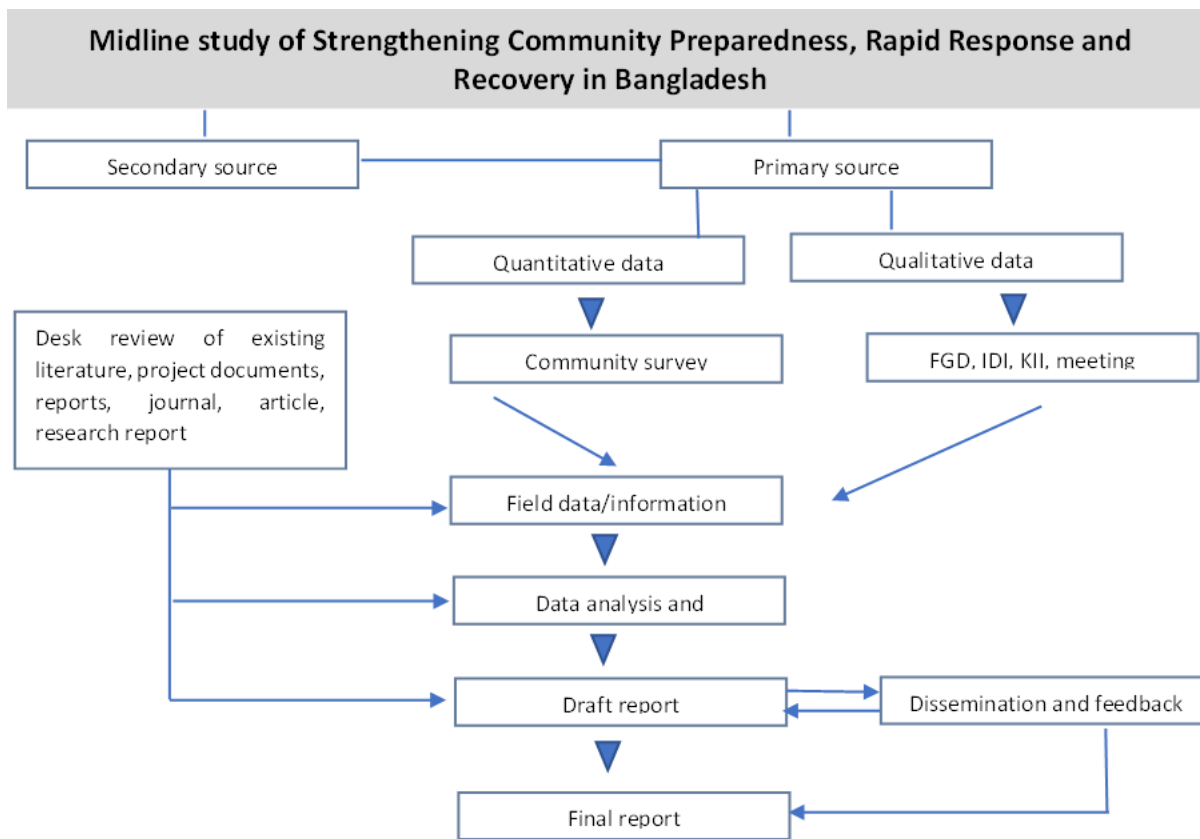 Midline study of Strengthening Community Preparedness, Rapid Response and
Recovery in Bangladesh
Secondary source
Primary source
Quantitative data
Qualitative data
Desk review of existing
literature, project documents,
reports, journal, article,
research report
Community survey
FGD, IDI, KII, meeting
Field data/information
Data analysis and
Draft report
Dissemination and feedback
Final report